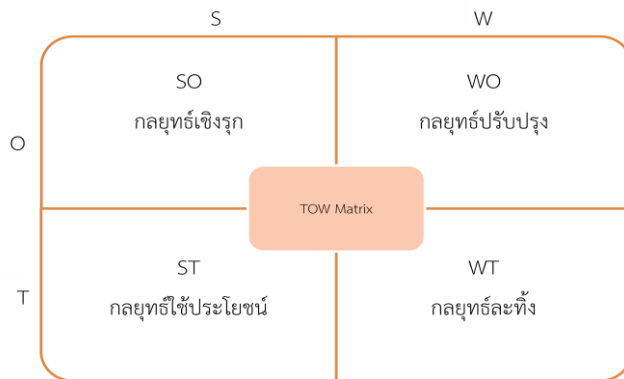 S
W
SO
กลยุทธ์เชิงรุก
WO
กลยุทธ์ปรับปรุง
O
TOW Matrix
ST
กลยุทธ์ใช้ประโยชน์
WT
กลยุทธ์ละทิ้ง
T